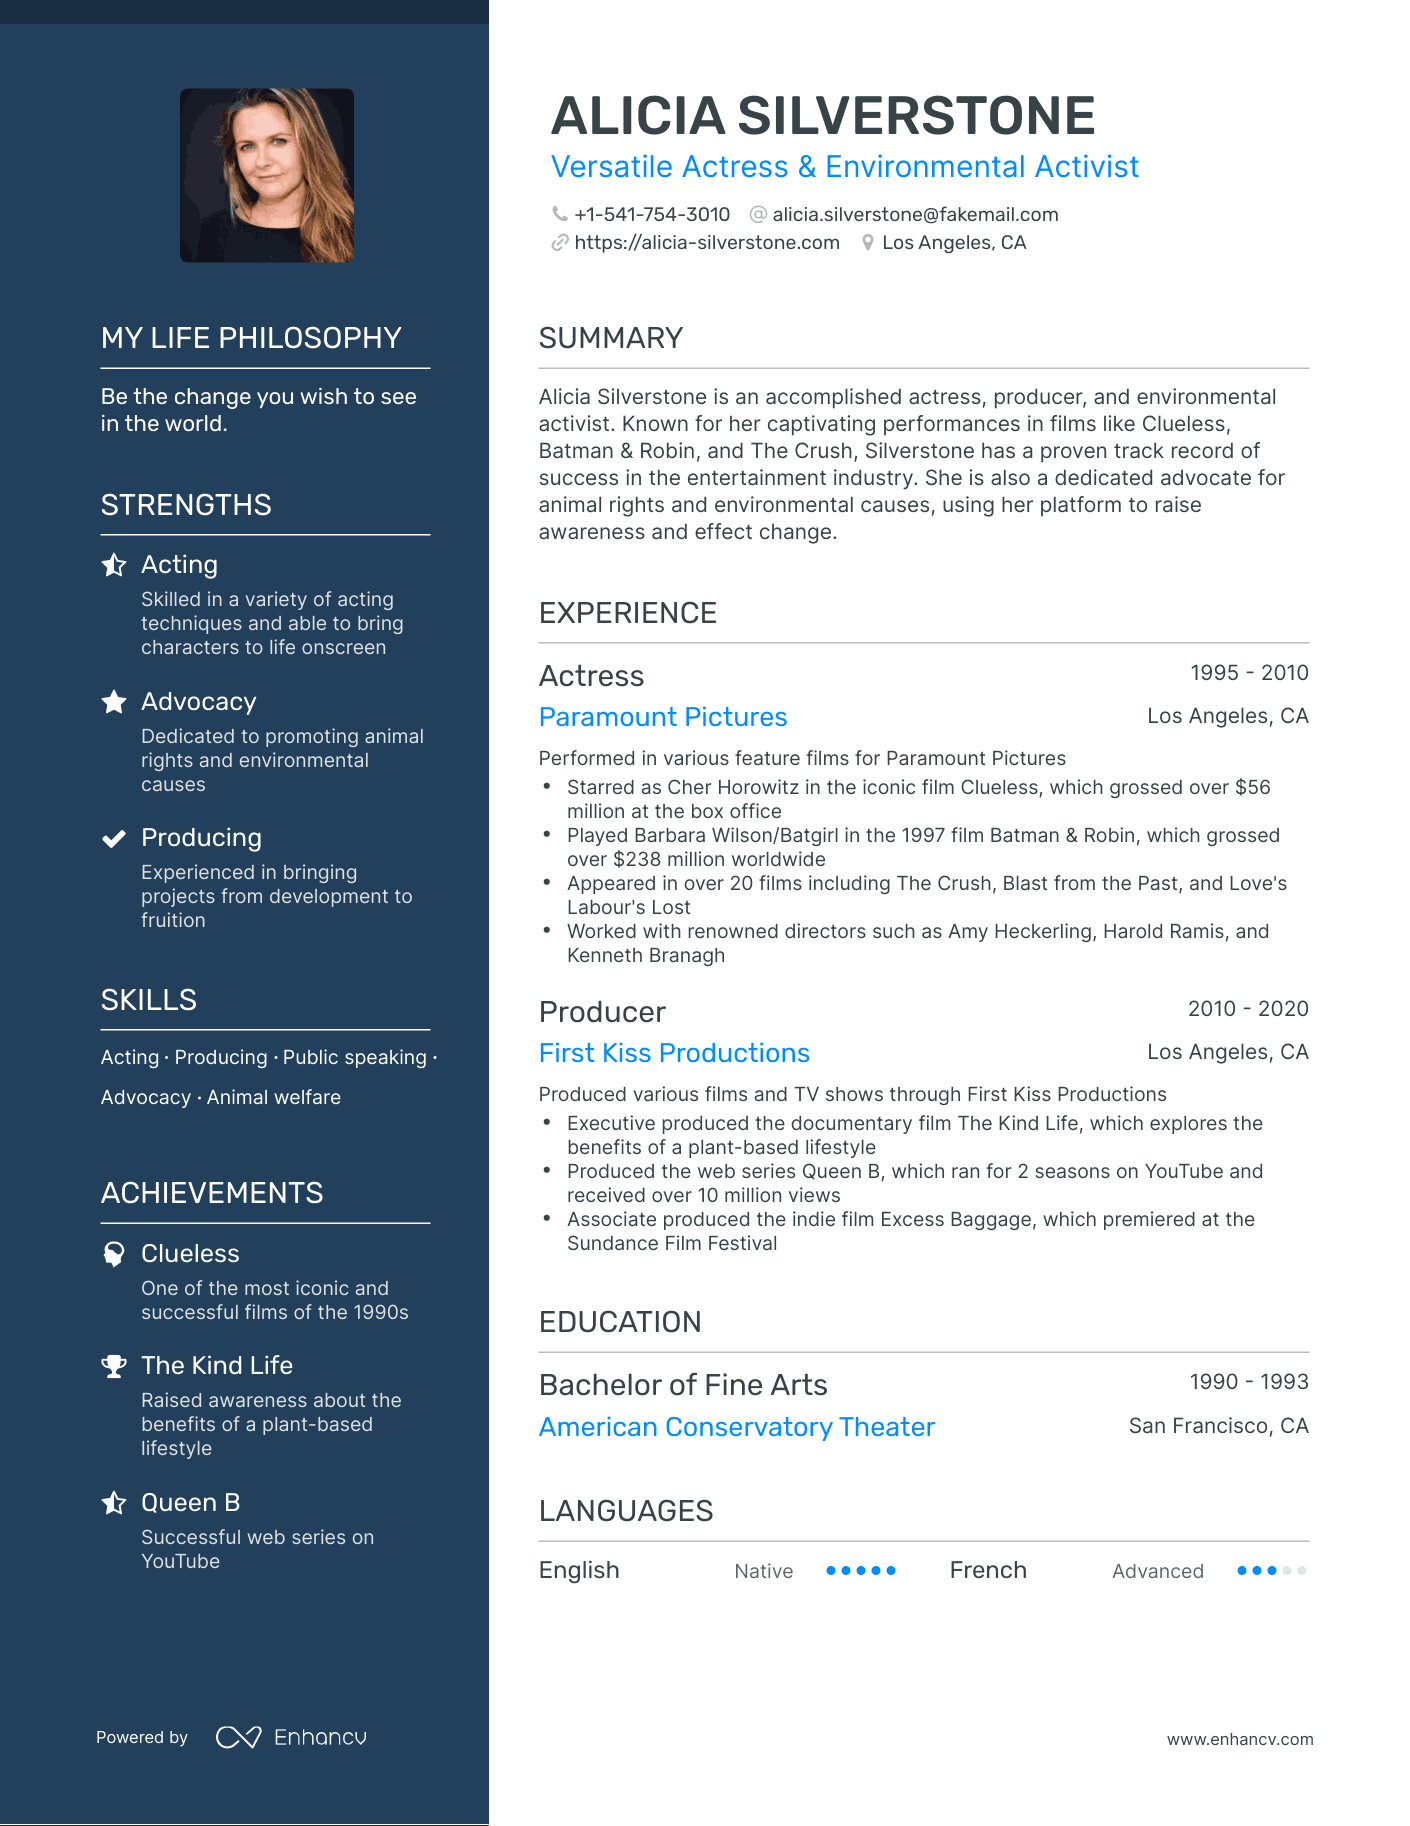 ALICIA SILVERSTONE
Versatile Actress & Environmental Activist
+1-541-754-3010 @ alicia.silverstone@fakemail.com
https://alicia-silverstone.com Los Angeles, CA
MY LIFE PHILOSOPHY
Be the change you wish to see
in the world.
STRENGTHS
Acting
Skilled in a variety of acting
techniques and able to bring
characters to life onscreen
Advocacy
Dedicated to promoting animal
rights and environmental
causes
Producing
Experienced in bringing
projects from development to
fruition
SKILLS
Acting · Producing · Public speaking ·
Advocacy · Animal welfare
ACHIEVEMENTS
Clueless
One of the most iconic and
successful films of the 1990s
The Kind Life
Raised awareness about the
benefits of a plant-based
lifestyle
Queen B
Successful web series on
YouTube
SUMMARY
Alicia Silverstone is an accomplished actress, producer, and environmental
activist. Known for her captivating performances in films like Clueless,
Batman & Robin, and The Crush, Silverstone has a proven track record of
success in the entertainment industry. She is also a dedicated advocate for
animal rights and environmental causes, using her platform to raise
awareness and effect change.
EXPERIENCE
Actress 1995 - 2010
Paramount Pictures Los Angeles, CA
Performed in various feature films for Paramount Pictures
• Starred as Cher Horowitz in the iconic film Clueless, which grossed over $56
million at the box office
• Played Barbara Wilson/Batgirl in the 1997 film Batman & Robin, which grossed
over $238 million worldwide
• Appeared in over 20 films including The Crush, Blast from the Past, and Love's
Labour's Lost
• Worked with renowned directors such as Amy Heckerling, Harold Ramis, and
Kenneth Branagh
Producer 2010 - 2020
First Kiss Productions Los Angeles, CA
Produced various films and TV shows through First Kiss Productions
• Executive produced the documentary film The Kind Life, which explores the
benefits of a plant-based lifestyle
• Produced the web series Queen B, which ran for 2 seasons on YouTube and
received over 10 million views
• Associate produced the indie film Excess Baggage, which premiered at the
Sundance Film Festival
EDUCATION
Bachelor of Fine Arts 1990 - 1993
American Conservatory Theater San Francisco, CA
LANGUAGES
English Native French Advanced
Powered by Enhancv
www.enhancv.com